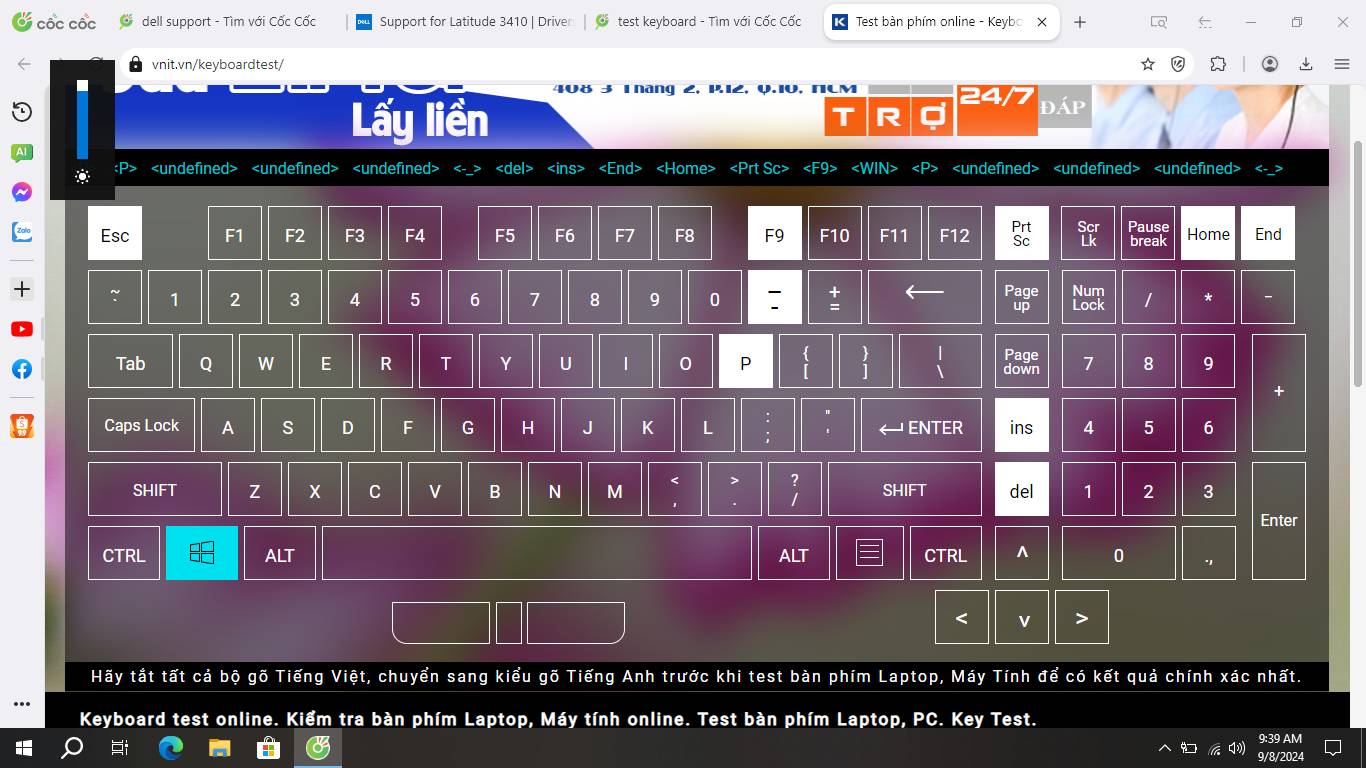 cốc cốc
dell support - Tìm với Cốc Cốc
Support for Latitude 3410 | Driver
test keyboard - Tìm với Cốc Cốc
Test bàn phím online - Keybo
vnit.vn/keyboardtest/
Lấy liền
408 3 Tháng 2, P.12, Q.10, HCM
TRỢ
24/7
ĐÁP
AI
Zalo
<P> <undefined> <undefined> <undefined> <-_> <del> <ins> <End> <Home> <Prt Sc> <F9> <WIN> <P> <undefined> <undefined> <undefined> <-_>
Esc F1 F2 F3 F4 F5 F6 F7 F8 F9 F10 F11 F12 Prt Sc Scr Lk Pause break Home End
~ ` 1 2 3 4 5 6 7 8 9 0 — - + = ⟵ Page up Num Lock / * −
Tab Q W E R T Y U I O P { [ } ] | \ Page down 7 8 9 +
Caps Lock A S D F G H J K L : ; " ' ENTER ins 4 5 6
SHIFT Z X C V B N M < , > . ? / SHIFT del 1 2 3 Enter
CTRL ALT ALT CTRL ^ 0 .,
< v >
Hãy tắt tất cả bộ gõ Tiếng Việt, chuyển sang kiểu gõ Tiếng Anh trước khi test bàn phím Laptop, Máy Tính để có kết quả chính xác nhất.
Keyboard test online. Kiểm tra bàn phím Laptop, Máy tính online. Test bàn phím Laptop, PC. Key Test.
9:39 AM
9/8/2024